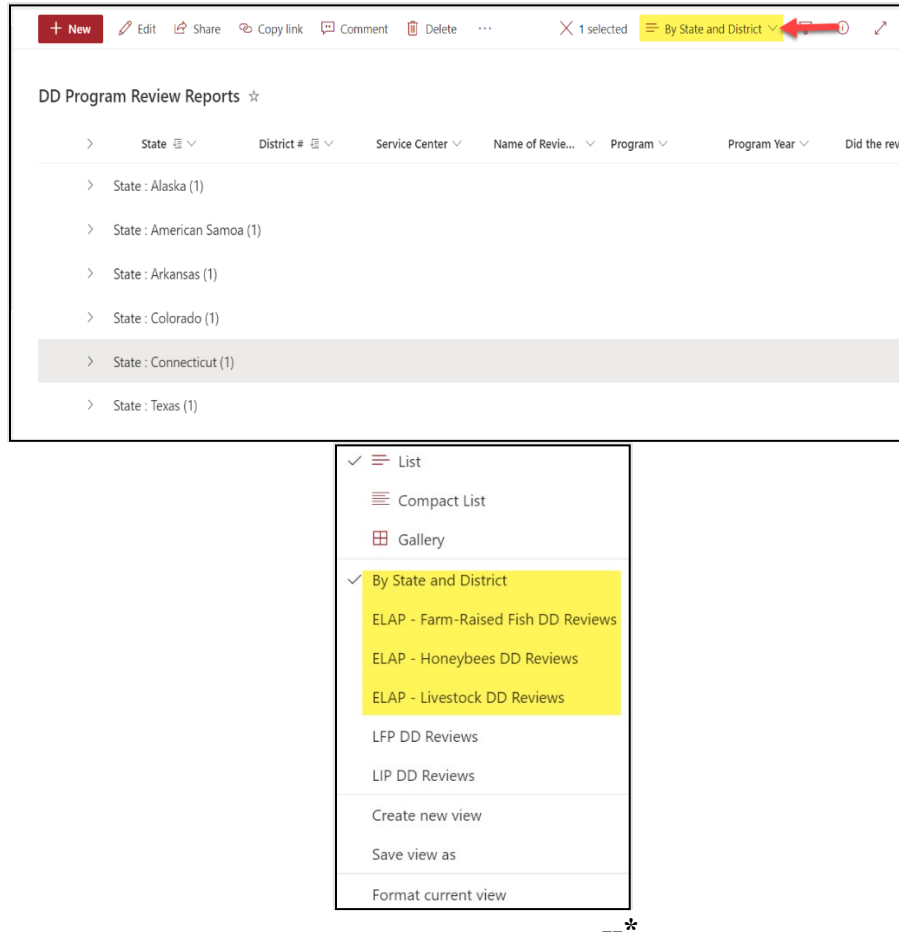 + New Edit Share Copy link Comment Delete ··· 1 selected By State and District
DD Program Review Reports
State District # Service Center Name of Revie... Program Program Year Did the rev
State : Alaska (1)
State : American Samoa (1)
State : Arkansas (1)
State : Colorado (1)
State : Connecticut (1)
State : Texas (1)
List
Compact List
Gallery
By State and District
ELAP - Farm-Raised Fish DD Reviews
ELAP - Honeybees DD Reviews
ELAP - Livestock DD Reviews
LFP DD Reviews
LIP DD Reviews
Create new view
Save view as
Format current view
--*